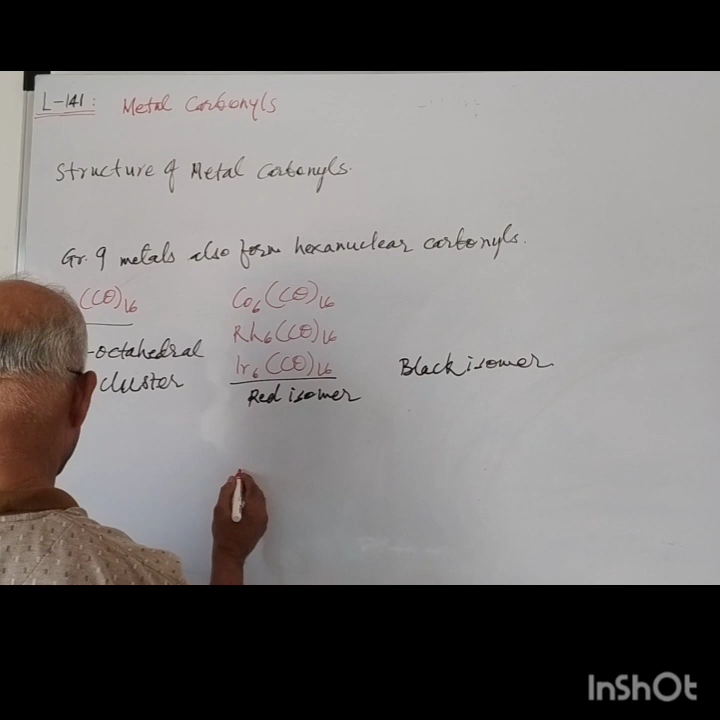 L-141: Metal Carbonyls
Structure of Metal Carbonyls.
Gr. 9 metals also form hexanuclear carbonyls.
(CO)16 Co6(CO)16
Rh6(CO)16
-octahedral Ir6(CO)16 Black isomer
cluster Red isomer
InShOt